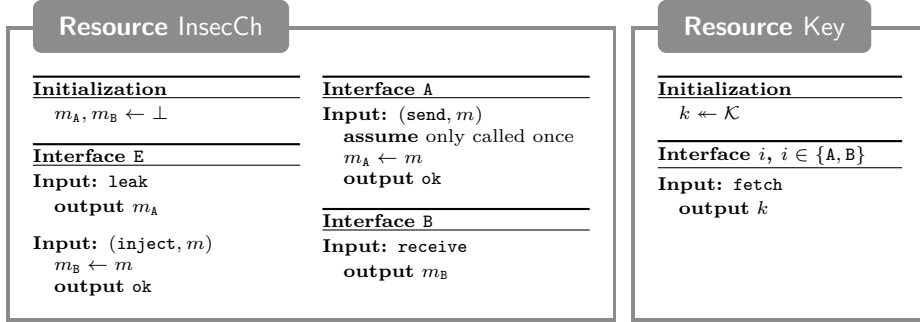 Resource InsecCh
Initialization
m_A, m_B ← ⊥
Interface E
Input: leak
output m_A
Input: (inject, m)
m_B ← m
output ok
Interface A
Input: (send, m)
assume only called once
m_A ← m
output ok
Interface B
Input: receive
output m_B
Resource Key
Initialization
k ↞ 𝒦
Interface i, i ∈ {A, B}
Input: fetch
output k